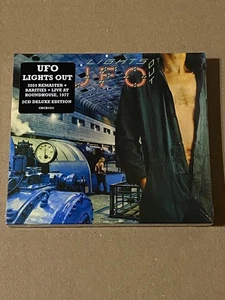 UFO
LIGHTS OUT
2024 REMASTER +
RARITIES + LIVE AT
ROUNDHOUSE, 1977
2CD DELUXE EDITION
LIGHTS OUT
UFO